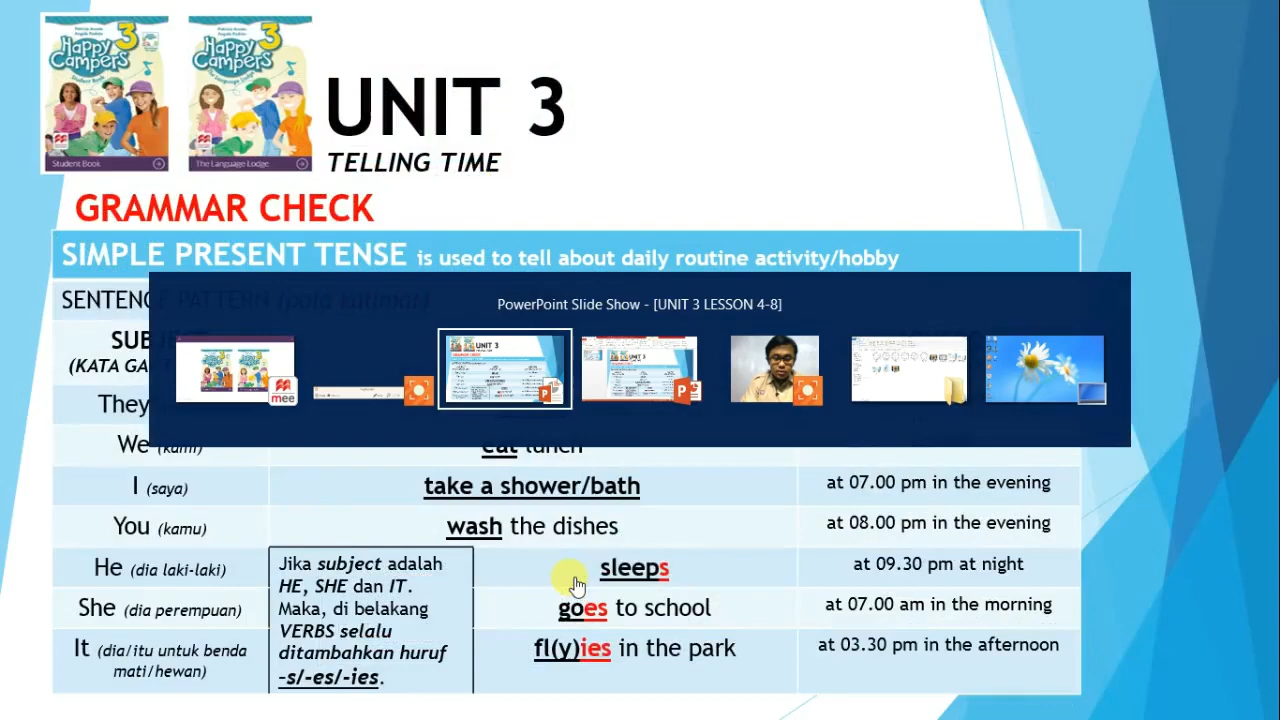 Happy Campers 3
Student Book
Happy Campers 3
The Language Lodge
UNIT 3
TELLING TIME
GRAMMAR CHECK
SIMPLE PRESENT TENSE is used to tell about daily routine activity/hobby
SENTENCE PATTERN (pola kalimat)
PowerPoint Slide Show - [UNIT 3 LESSON 4-8]
SUB
(KATA GA
mee
They
We (kami) eat lunch
I (saya) take a shower/bath at 07.00 pm in the evening
You (kamu) wash the dishes at 08.00 pm in the evening
He (dia laki-laki) sleeps at 09.30 pm at night
She (dia perempuan) goes to school at 07.00 am in the morning
It (dia/itu untuk benda mati/hewan) fl(y)ies in the park at 03.30 pm in the afternoon
Jika subject adalah
HE, SHE dan IT.
Maka, di belakang
VERBS selalu
ditambahkan huruf
–s/-es/-ies.